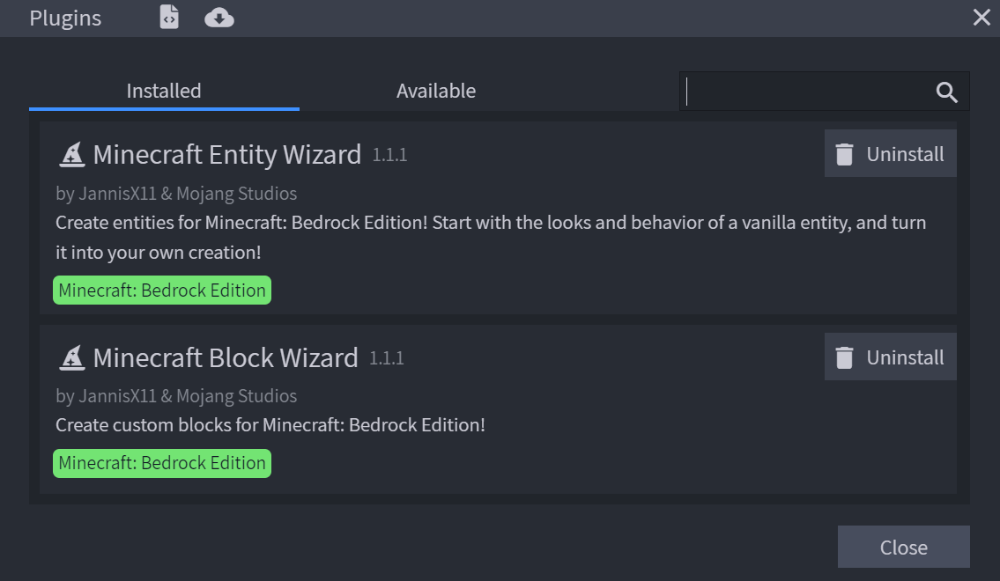 Plugins
Installed
Available
Minecraft Entity Wizard 1.1.1
Uninstall
by JannisX11 & Mojang Studios
Create entities for Minecraft: Bedrock Edition! Start with the looks and behavior of a vanilla entity, and turn
it into your own creation!
Minecraft: Bedrock Edition
Minecraft Block Wizard 1.1.1
Uninstall
by JannisX11 & Mojang Studios
Create custom blocks for Minecraft: Bedrock Edition!
Minecraft: Bedrock Edition
Close